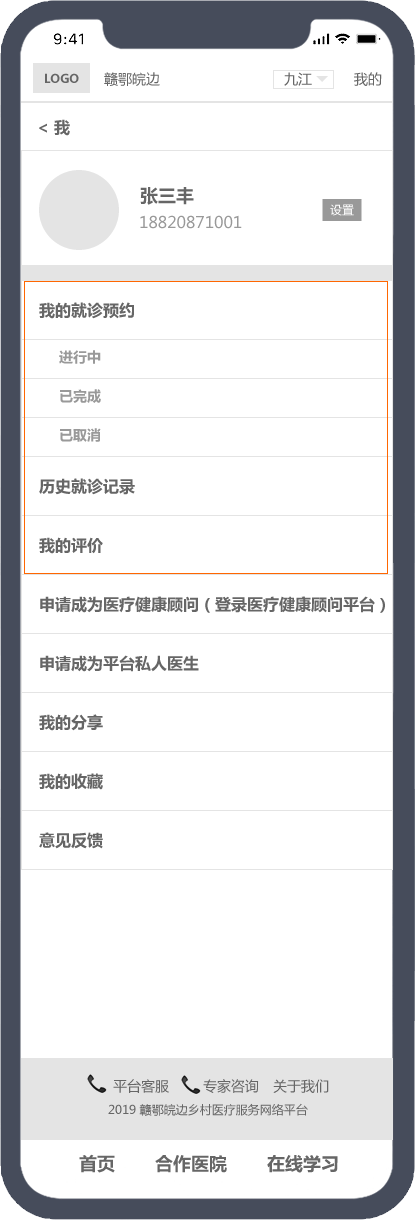 9:41
LOGO 赣鄂皖边 九江 我的
< 我
张三丰
18820871001
设置
我的就诊预约
进行中
已完成
已取消
历史就诊记录
我的评价
申请成为医疗健康顾问（登录医疗健康顾问平台）
申请成为平台私人医生
我的分享
我的收藏
意见反馈
平台客服 专家咨询 关于我们
2019 赣鄂皖边乡村医疗服务网络平台
首页 合作医院 在线学习